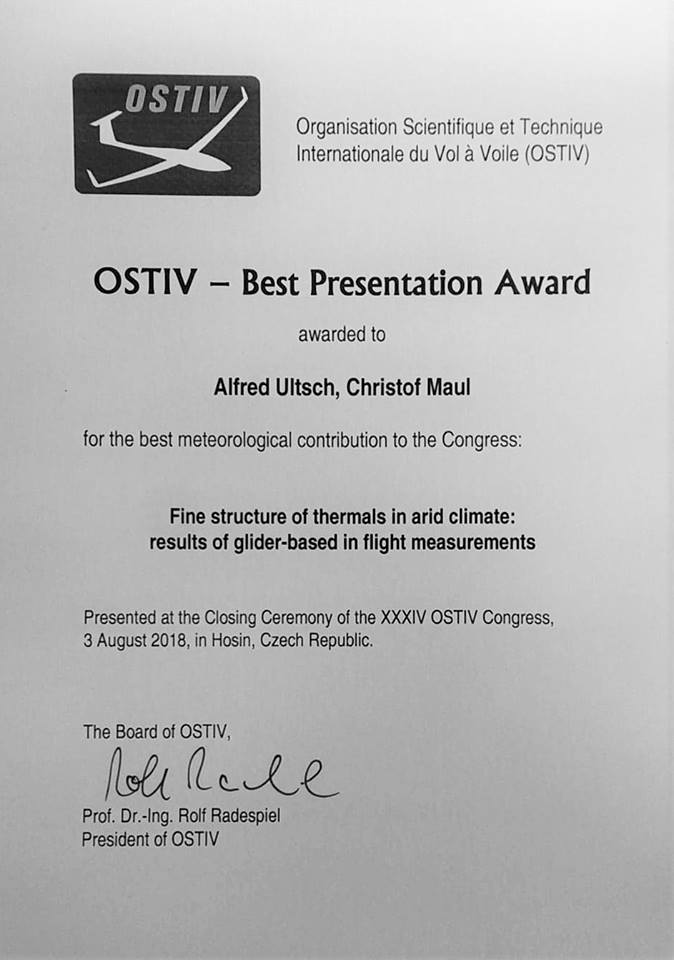 OSTIV
Organisation Scientifique et Technique
Internationale du Vol à Voile (OSTIV)
OSTIV – Best Presentation Award
awarded to
Alfred Ultsch, Christof Maul
for the best meteorological contribution to the Congress:
Fine structure of thermals in arid climate:
results of glider-based in flight measurements
Presented at the Closing Ceremony of the XXXIV OSTIV Congress,
3 August 2018, in Hosin, Czech Republic.
The Board of OSTIV,
Prof. Dr.-Ing. Rolf Radespiel
President of OSTIV